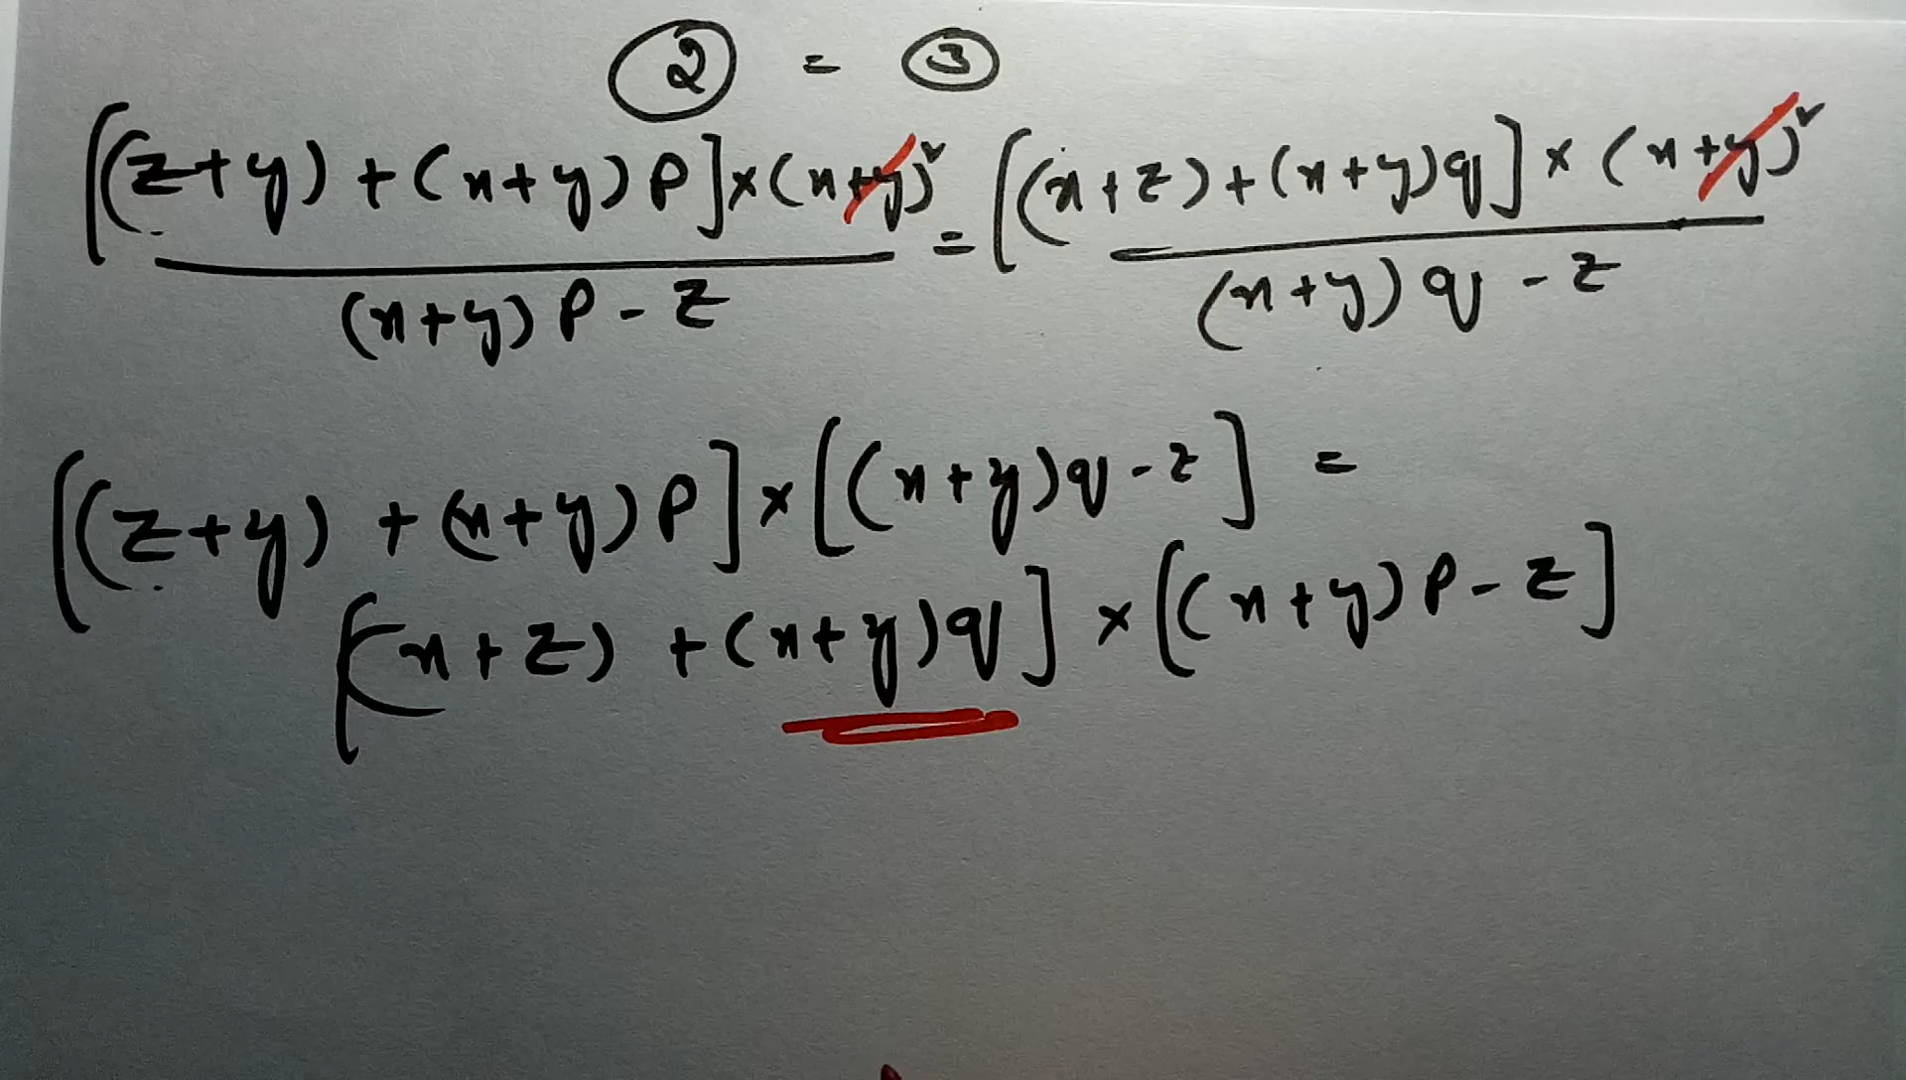 ② = ③
[(z+y) + (x+y) p] × (x+y)² / (x+y) p - z = [(x+z) + (x+y) q] × (x+y)² / (x+y) q - z
[(z+y) + (x+y) p] × [(x+y) q - z] =
[(x+z) + (x+y) q] × [(x+y) p - z]